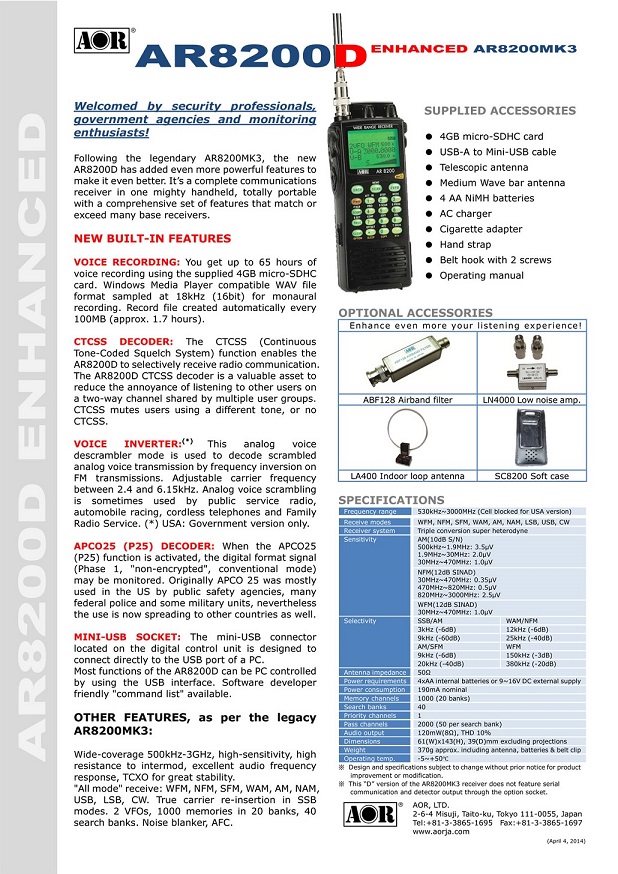 AOR®
AR8200D ENHANCED AR8200MK3
AR8200D ENHANCED
Welcomed by security professionals,
government agencies and monitoring
enthusiasts!
Following the legendary AR8200MK3, the new
AR8200D has added even more powerful features to
make it even better. It's a complete communications
receiver in one mighty handheld, totally portable
with a comprehensive set of features that match or
exceed many base receivers.
NEW BUILT-IN FEATURES
VOICE RECORDING: You get up to 65 hours of
voice recording using the supplied 4GB micro-SDHC
card. Windows Media Player compatible WAV file
format sampled at 18kHz (16bit) for monaural
recording. Record file created automatically every
100MB (approx. 1.7 hours).
CTCSS DECODER: The CTCSS (Continuous
Tone-Coded Squelch System) function enables the
AR8200D to selectively receive radio communication.
The AR8200D CTCSS decoder is a valuable asset to
reduce the annoyance of listening to other users on
a two-way channel shared by multiple user groups.
CTCSS mutes users using a different tone, or no
CTCSS.
VOICE INVERTER:(*) This analog voice
descrambler mode is used to decode scrambled
analog voice transmission by frequency inversion on
FM transmissions. Adjustable carrier frequency
between 2.4 and 6.15kHz. Analog voice scrambling
is sometimes used by public service radio,
automobile racing, cordless telephones and Family
Radio Service. (*) USA: Government version only.
APCO25 (P25) DECODER: When the APCO25
(P25) function is activated, the digital format signal
(Phase 1, "non-encrypted", conventional mode)
may be monitored. Originally APCO 25 was mostly
used in the US by public safety agencies, many
federal police and some military units, nevertheless
the use is now spreading to other countries as well.
MINI-USB SOCKET: The mini-USB connector
located on the digital control unit is designed to
connect directly to the USB port of a PC.
Most functions of the AR8200D can be PC controlled
by using the USB interface. Software developer
friendly "command list" available.
OTHER FEATURES, as per the legacy
AR8200MK3:
Wide-coverage 500kHz-3GHz, high-sensitivity, high
resistance to intermod, excellent audio frequency
response, TCXO for great stability.
"All mode" receive: WFM, NFM, SFM, WAM, AM, NAM,
USB, LSB, CW. True carrier re-insertion in SSB
modes. 2 VFOs, 1000 memories in 20 banks, 40
search banks. Noise blanker, AFC.
WIDE RANGE RECEIVER
AOR AR 8200
SUPPLIED ACCESSORIES
● 4GB micro-SDHC card
● USB-A to Mini-USB cable
● Telescopic antenna
● Medium Wave bar antenna
● 4 AA NiMH batteries
● AC charger
● Cigarette adapter
● Hand strap
● Belt hook with 2 screws
● Operating manual
OPTIONAL ACCESSORIES
Enhance even more your listening experience!
ABF128 Airband filter LN4000 Low noise amp.
LA400 Indoor loop antenna SC8200 Soft case
SPECIFICATIONS
Frequency range 530kHz~3000MHz (Cell blocked for USA version)
Receive modes WFM, NFM, SFM, WAM, AM, NAM, LSB, USB, CW
Receiver system Triple conversion super heterodyne
Sensitivity AM(10dB S/N)
500kHz~1.9MHz: 3.5μV
1.9MHz~30MHz: 2.0μV
30MHz~470MHz: 1.0μV
NFM(12dB SINAD)
30MHz~470MHz: 0.35μV
470MHz~820MHz: 0.5μV
820MHz~3000MHz: 2.5μV
WFM(12dB SINAD)
30MHz~470MHz: 1.0μV
Selectivity SSB/AM WAM/NFM
3kHz (-6dB) 12kHz (-6dB)
9kHz (-60dB) 25kHz (-40dB)
AM/SFM WFM
9kHz (-6dB) 150kHz (-3dB)
20kHz (-40dB) 380kHz (-20dB)
Antenna impedance 50Ω
Power requirements 4xAA internal batteries or 9~16V DC external supply
Power consumption 190mA nominal
Memory channels 1000 (20 banks)
Search banks 40
Priority channels 1
Pass channels 2000 (50 per search bank)
Audio output 120mW(8Ω), THD 10%
Dimensions 61(W)x143(H), 39(D)mm excluding projections
Weight 370g approx. including antenna, batteries & belt clip
Operating temp. -5~+50℃
※ Design and specifications subject to change without prior notice for product
improvement or modification.
※ This "D" version of the AR8200MK3 receiver does not feature serial
communication and detector output through the option socket.
AOR®
AOR, LTD.
2-6-4 Misuji, Taito-ku, Tokyo 111-0055, Japan
Tel:+81-3-3865-1695 Fax:+81-3-3865-1697
www.aorja.com
(April 4, 2014)